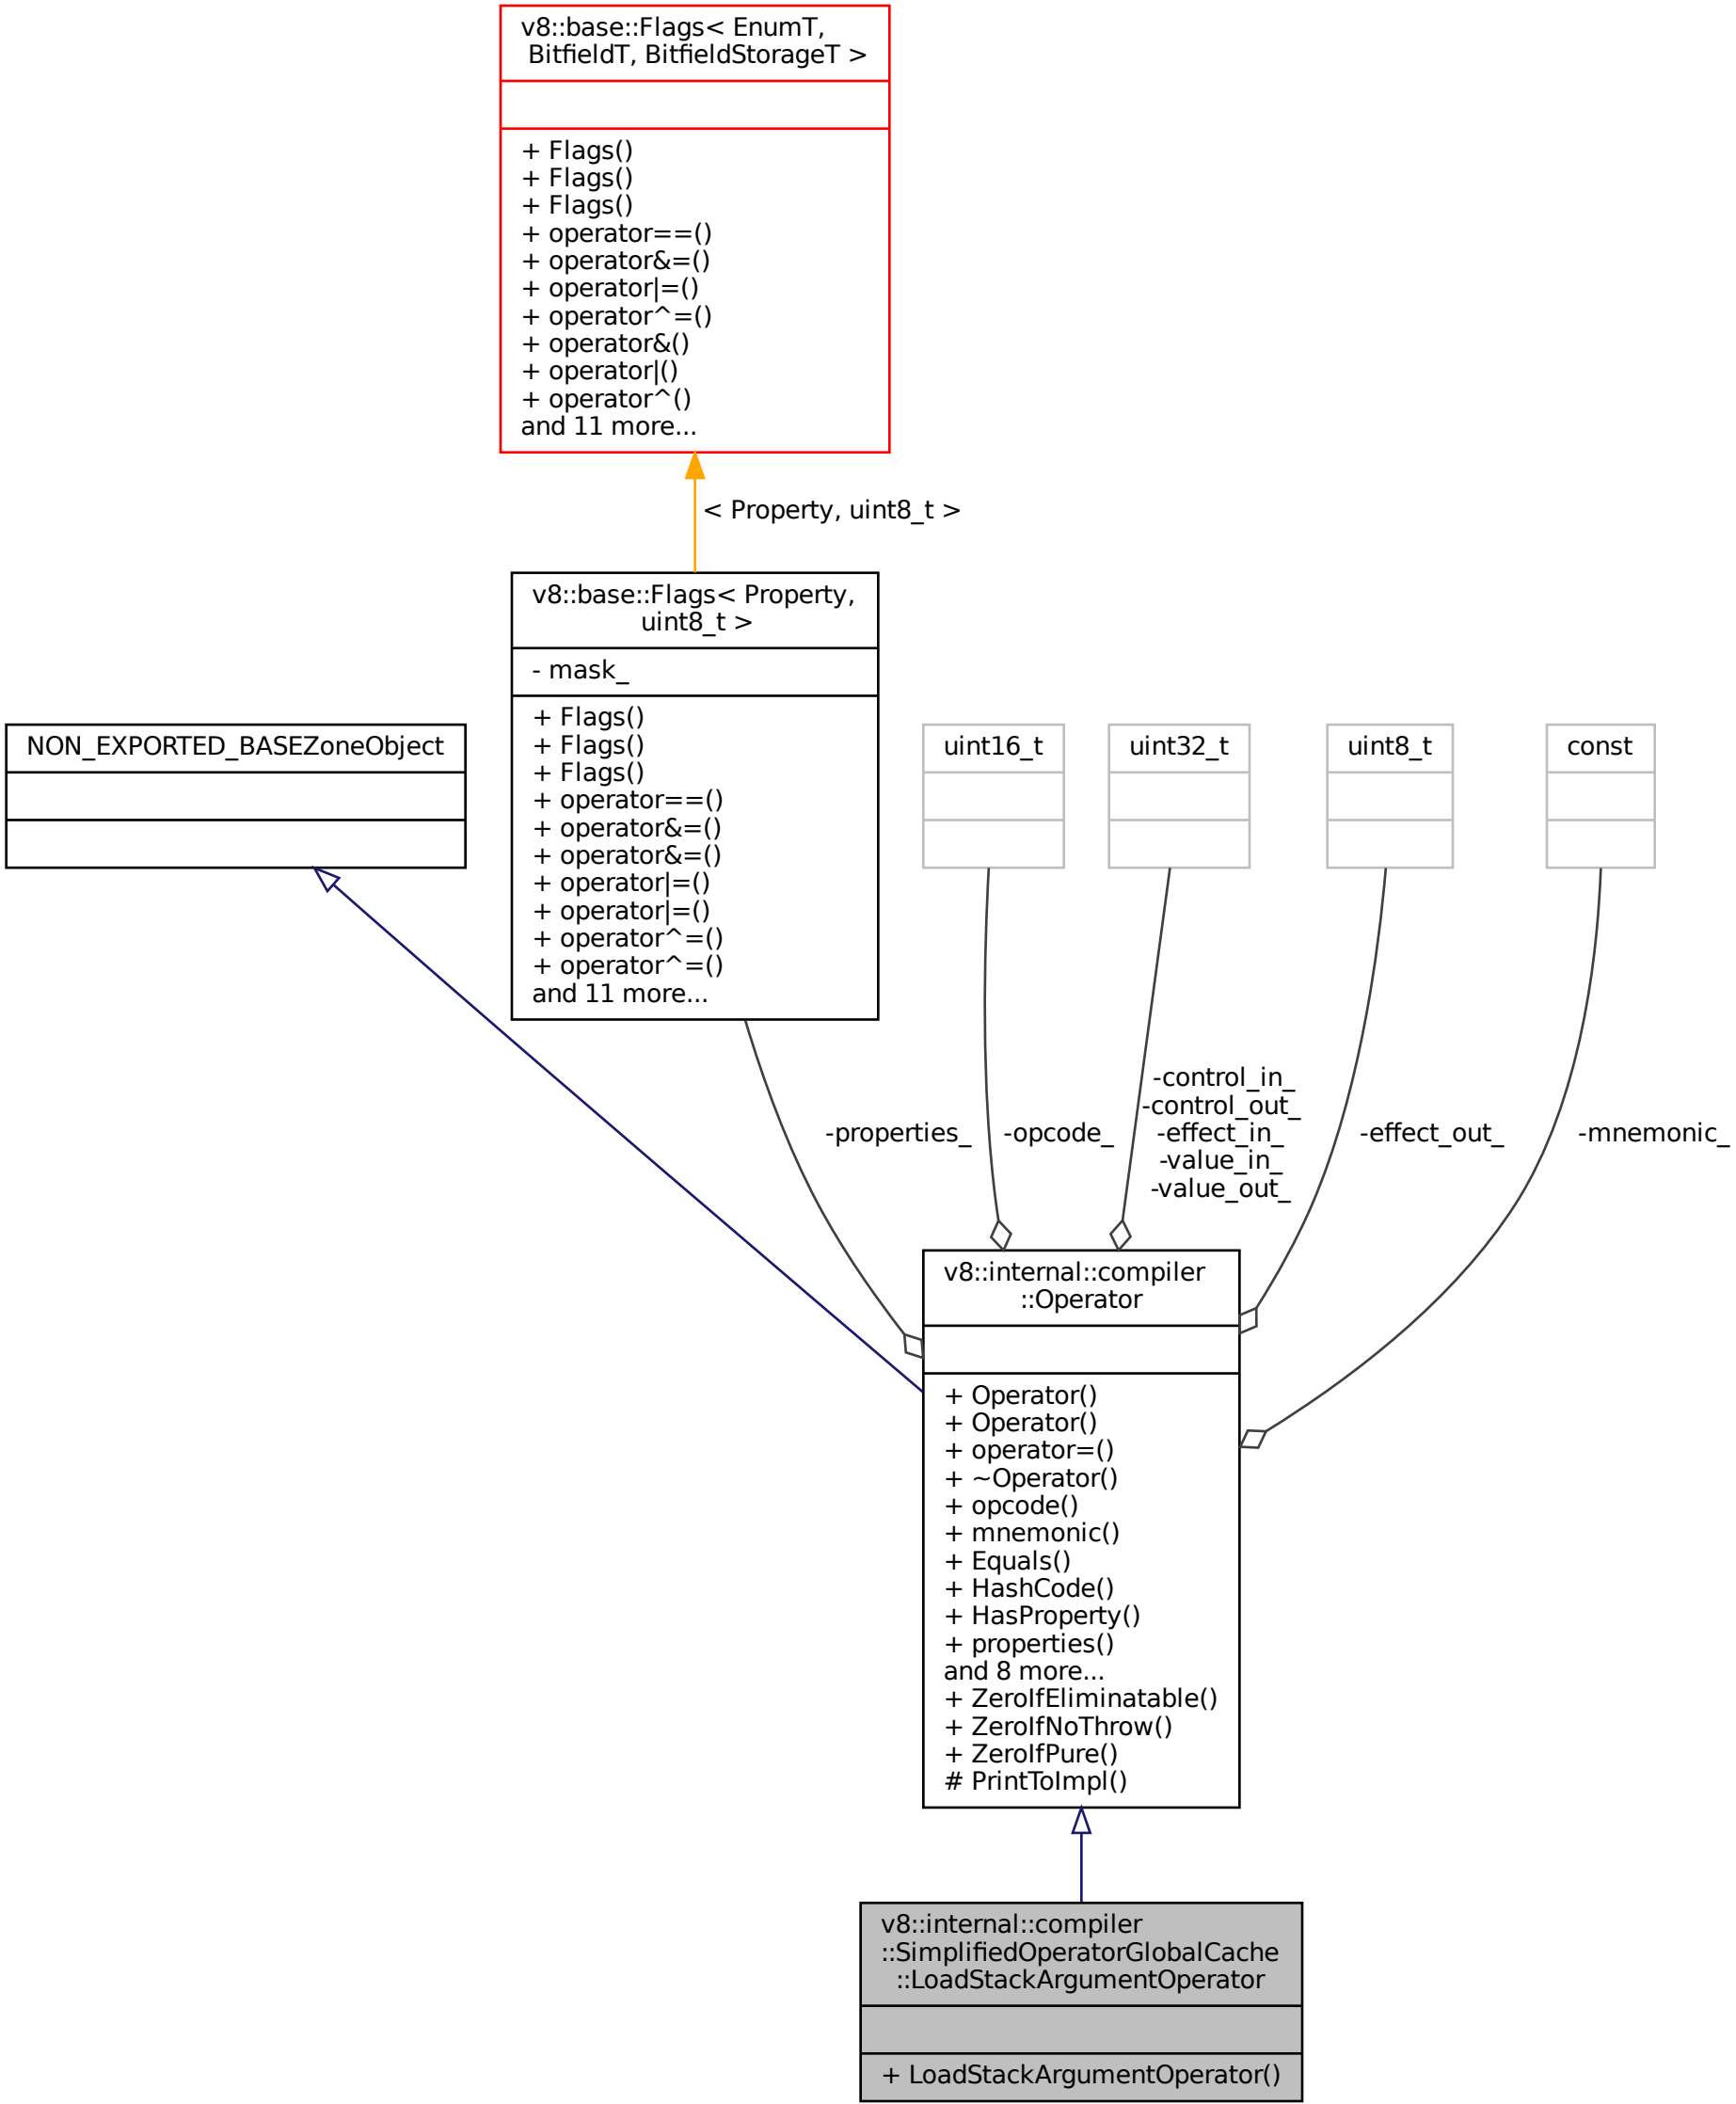 v8::base::Flags< EnumT,
BitfieldT, BitfieldStorageT >
+ Flags()
+ Flags()
+ Flags()
+ operator==()
+ operator&=()
+ operator|=()
+ operator^=()
+ operator&()
+ operator|()
+ operator^()
and 11 more...
< Property, uint8_t >
v8::base::Flags< Property,
uint8_t >
- mask_
+ Flags()
+ Flags()
+ Flags()
+ operator==()
+ operator&=()
+ operator&=()
+ operator|=()
+ operator|=()
+ operator^=()
+ operator^=()
and 11 more...
NON_EXPORTED_BASEZoneObject
uint16_t
uint32_t
uint8_t
const
-properties_
-opcode_
-control_in_
-control_out_
-effect_in_
-value_in_
-value_out_
-effect_out_
-mnemonic_
v8::internal::compiler
::Operator
+ Operator()
+ Operator()
+ operator=()
+ ~Operator()
+ opcode()
+ mnemonic()
+ Equals()
+ HashCode()
+ HasProperty()
+ properties()
and 8 more...
+ ZeroIfEliminatable()
+ ZeroIfNoThrow()
+ ZeroIfPure()
# PrintToImpl()
v8::internal::compiler
::SimplifiedOperatorGlobalCache
::LoadStackArgumentOperator
+ LoadStackArgumentOperator()